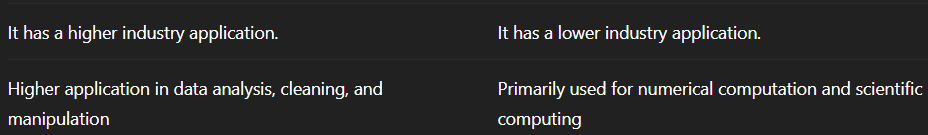 It has a higher industry application.
It has a lower industry application.
Higher application in data analysis, cleaning, and
manipulation
Primarily used for numerical computation and scientific
computing